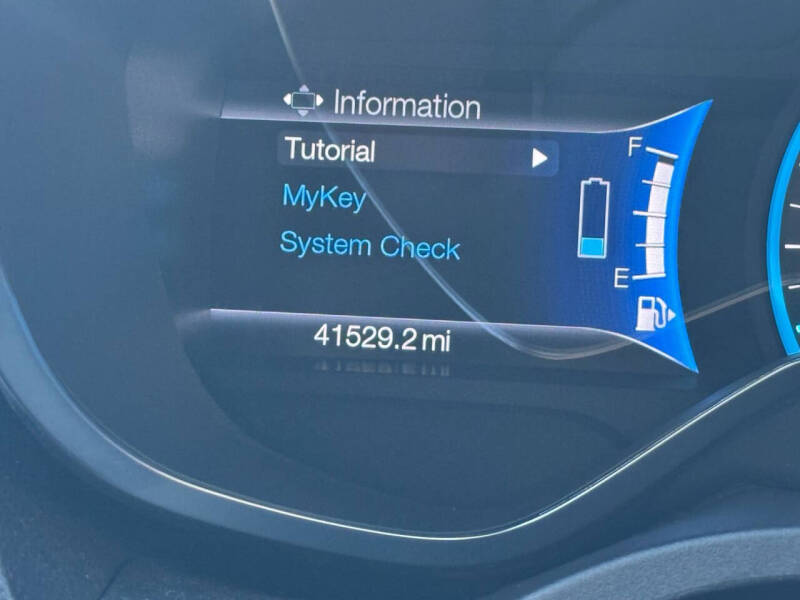 Information
Tutorial
MyKey
System Check
F
E
41529.2 mi